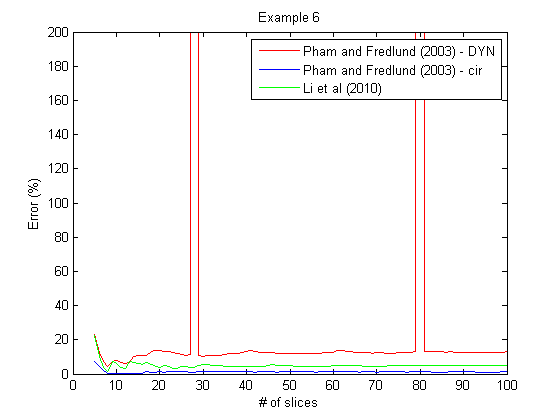 Example 6
200
180
160
140
120
100
80
60
40
20
0
Error (%)
Pham and Fredlund (2003) - DYN
Pham and Fredlund (2003) - cir
Li et al (2010)
0 10 20 30 40 50 60 70 80 90 100
# of slices